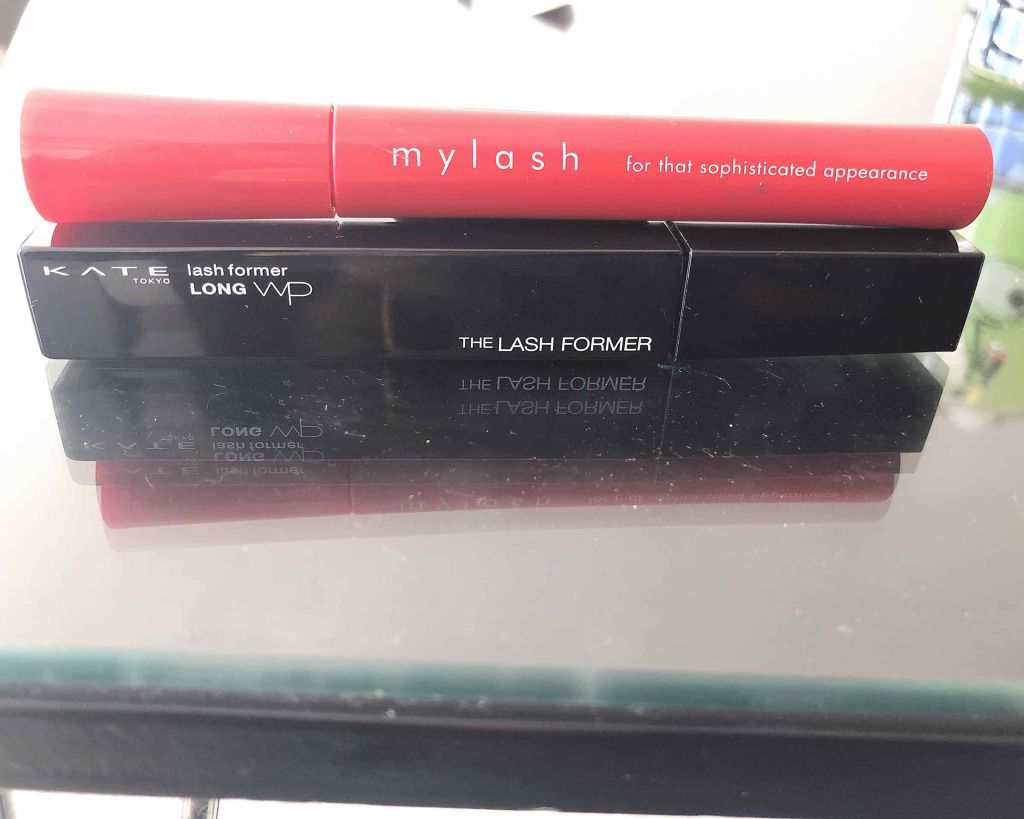 mylash for that sophisticated appearance
KATE TOKYO lash former
LONG WP
THE LASH FORMER